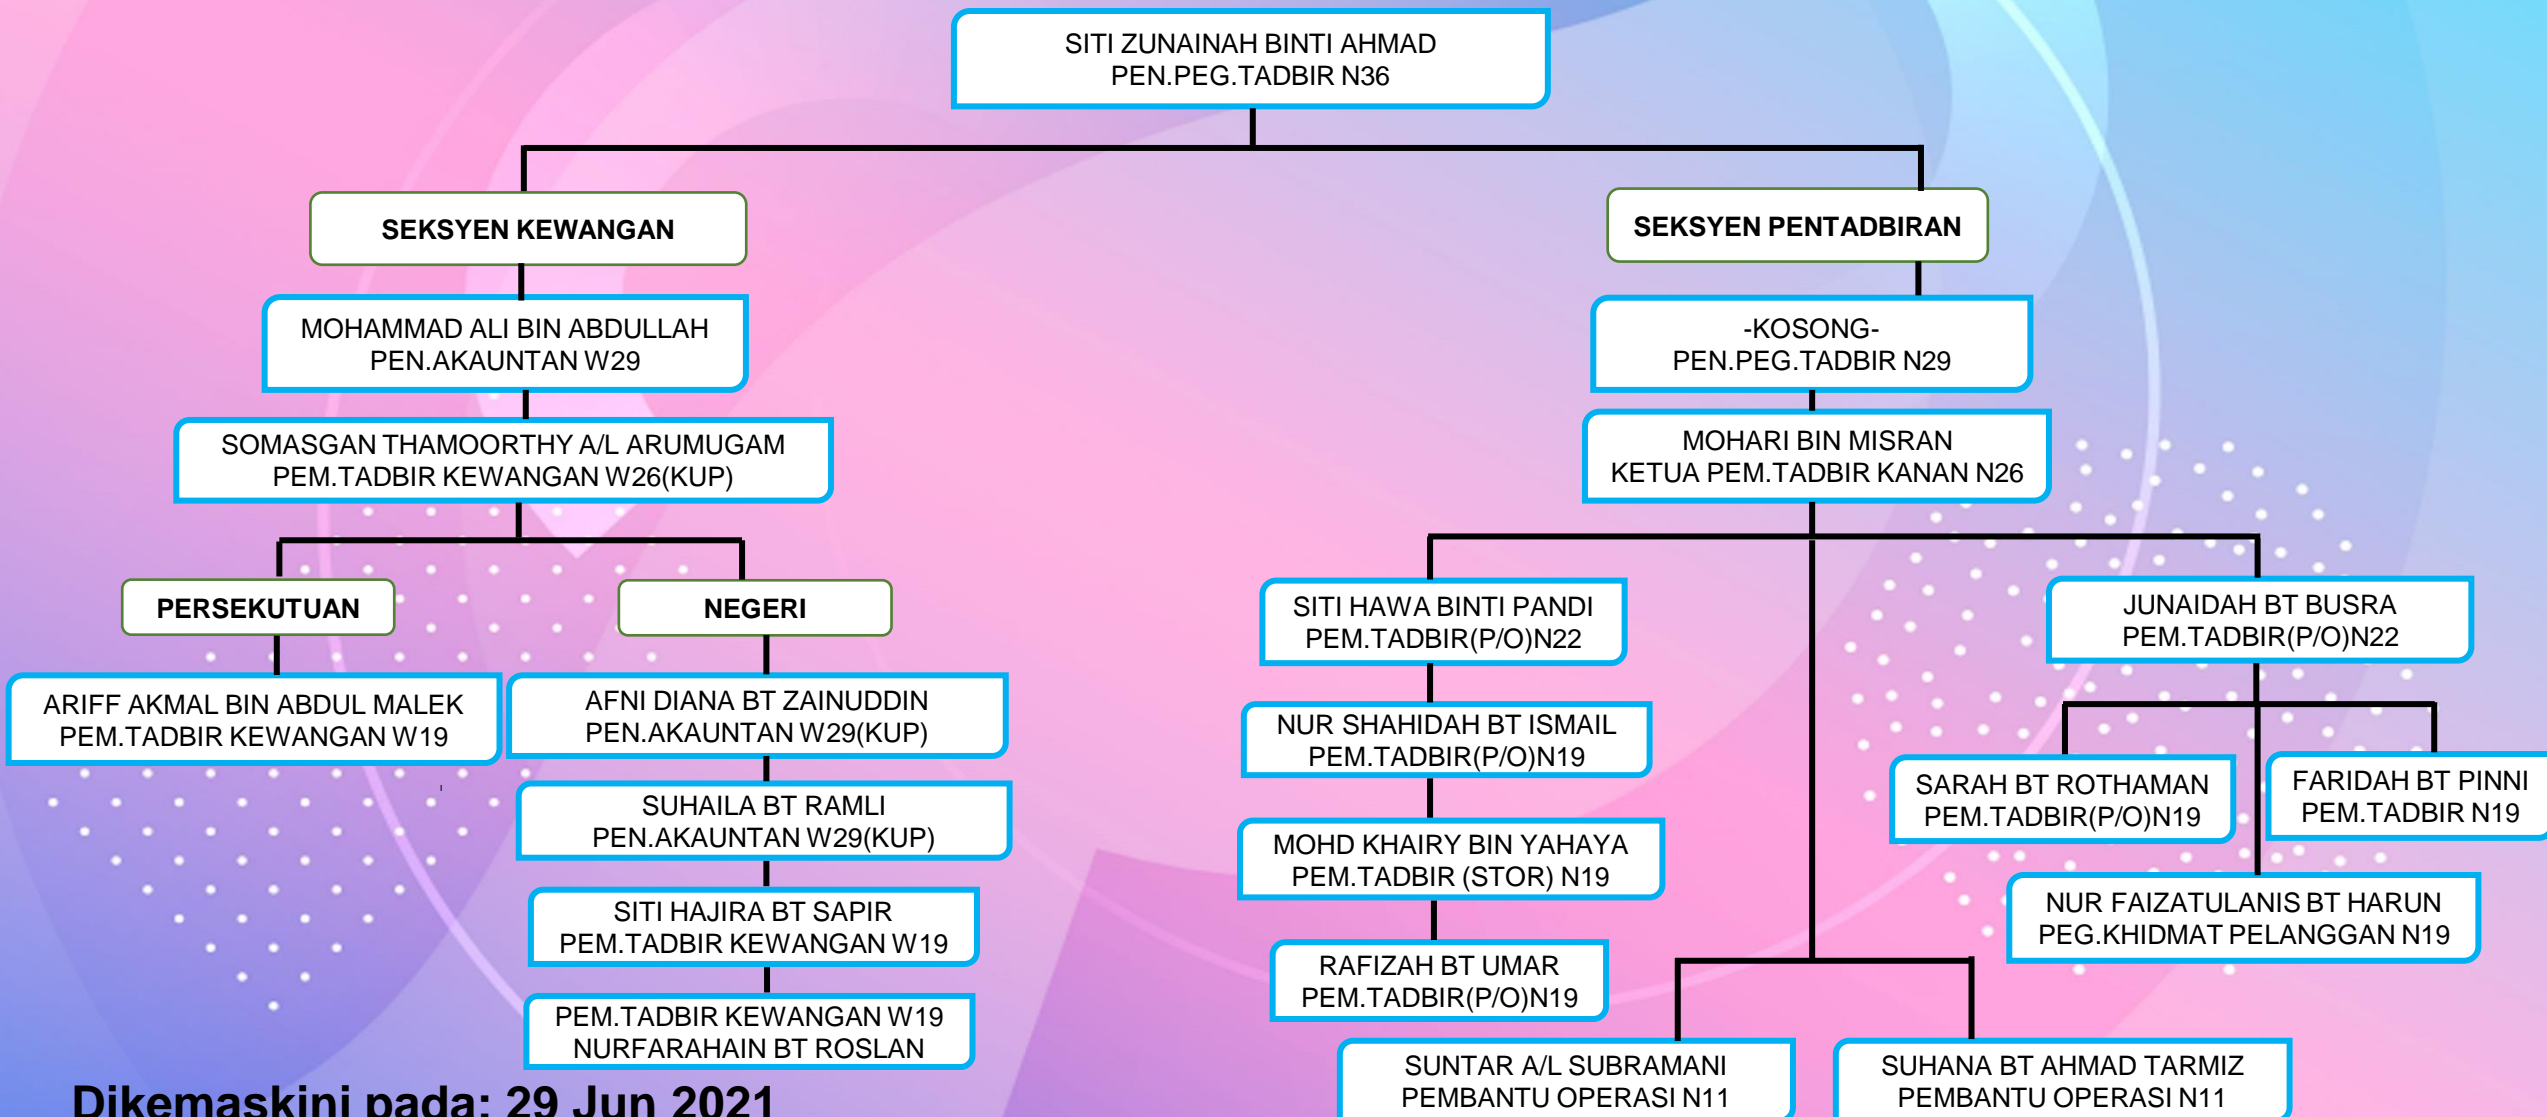 SITI ZUNAINAH BINTI AHMAD
PEN.PEG.TADBIR N36
SEKSYEN KEWANGAN
MOHAMMAD ALI BIN ABDULLAH
PEN.AKAUNTAN W29
SOMASGAN THAMOORTHY A/L ARUMUGAM
PEM.TADBIR KEWANGAN W26(KUP)
PERSEKUTUAN
ARIFF AKMAL BIN ABDUL MALEK
PEM.TADBIR KEWANGAN W19
NEGERI
AFNI DIANA BT ZAINUDDIN
PEN.AKAUNTAN W29(KUP)
SUHAILA BT RAMLI
PEN.AKAUNTAN W29(KUP)
SITI HAJIRA BT SAPIR
PEM.TADBIR KEWANGAN W19
PEM.TADBIR KEWANGAN W19
NURFARAHAIN BT ROSLAN
SEKSYEN PENTADBIRAN
-KOSONG-
PEN.PEG.TADBIR N29
MOHARI BIN MISRAN
KETUA PEM.TADBIR KANAN N26
SITI HAWA BINTI PANDI
PEM.TADBIR(P/O)N22
NUR SHAHIDAH BT ISMAIL
PEM.TADBIR(P/O)N19
MOHD KHAIRY BIN YAHAYA
PEM.TADBIR (STOR) N19
RAFIZAH BT UMAR
PEM.TADBIR(P/O)N19
SUNTAR A/L SUBRAMANI
PEMBANTU OPERASI N11
SUHANA BT AHMAD TARMIZ
PEMBANTU OPERASI N11
JUNAIDAH BT BUSRA
PEM.TADBIR(P/O)N22
SARAH BT ROTHAMAN
PEM.TADBIR(P/O)N19
FARIDAH BT PINNI
PEM.TADBIR N19
NUR FAIZATULANIS BT HARUN
PEG.KHIDMAT PELANGGAN N19
Dikemaskini pada: 29 Jun 2021